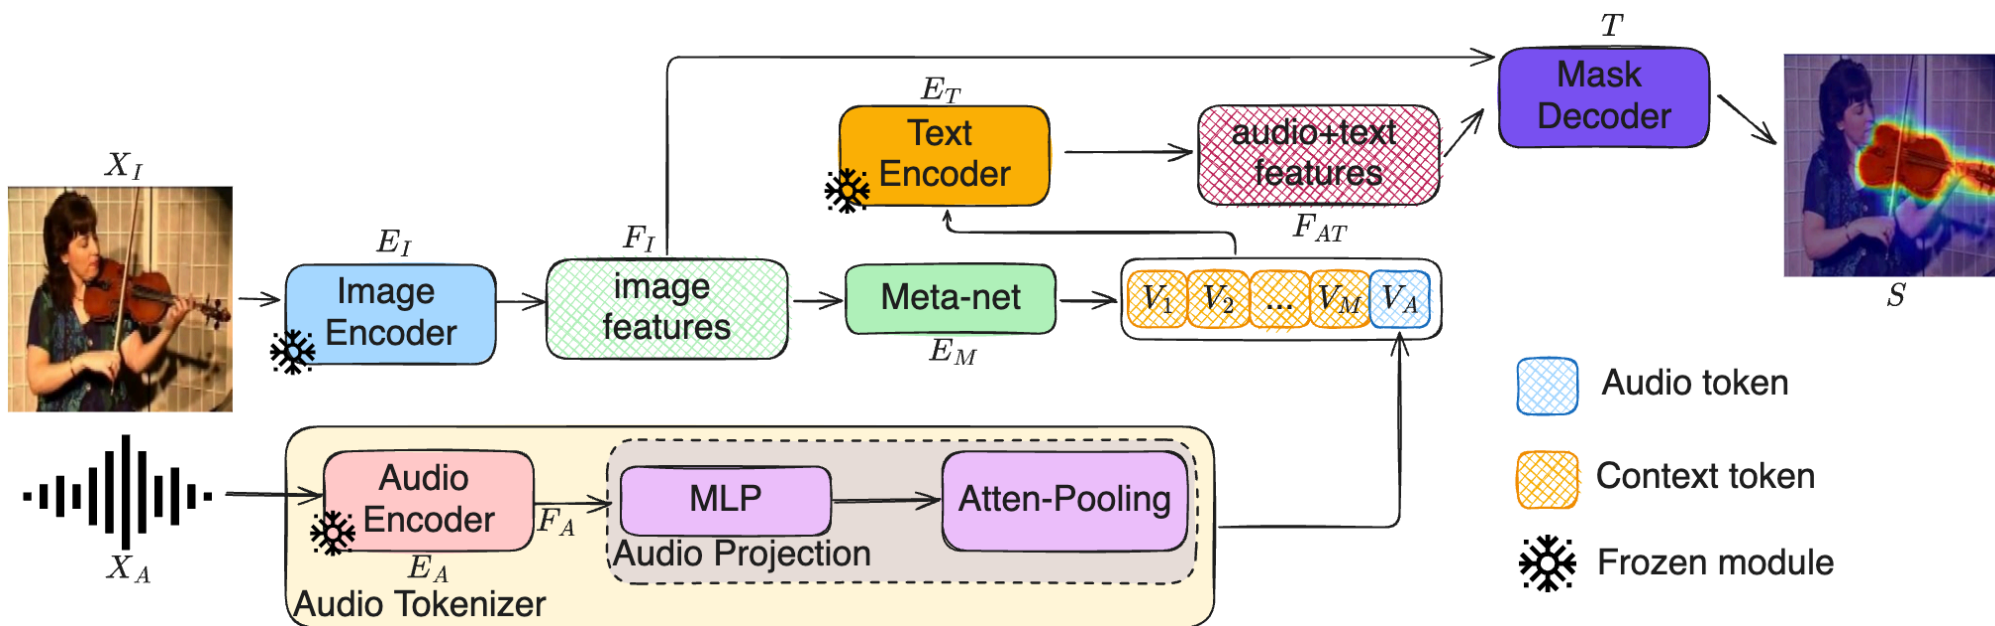 T
Mask
Decoder
E_T
Text
Encoder
audio+text
features
F_{AT}
X_I
E_I
Image
Encoder
F_I
image
features
Meta-net
E_M
V_1 V_2 ... V_M V_A
S
Audio token
Context token
Frozen module
X_A
Audio
Encoder
E_A
F_A
MLP
Atten-Pooling
Audio Projection
Audio Tokenizer